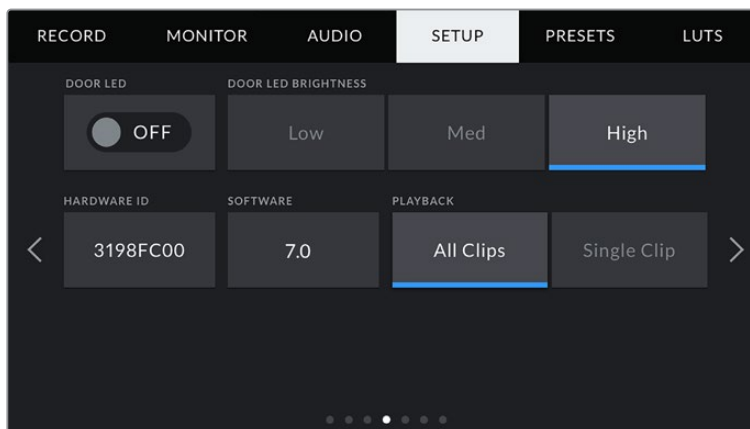 RECORD MONITOR AUDIO SETUP PRESETS LUTS
DOOR LED DOOR LED BRIGHTNESS
OFF Low Med High
HARDWARE ID SOFTWARE PLAYBACK
3198FC00 7.0 All Clips Single Clip